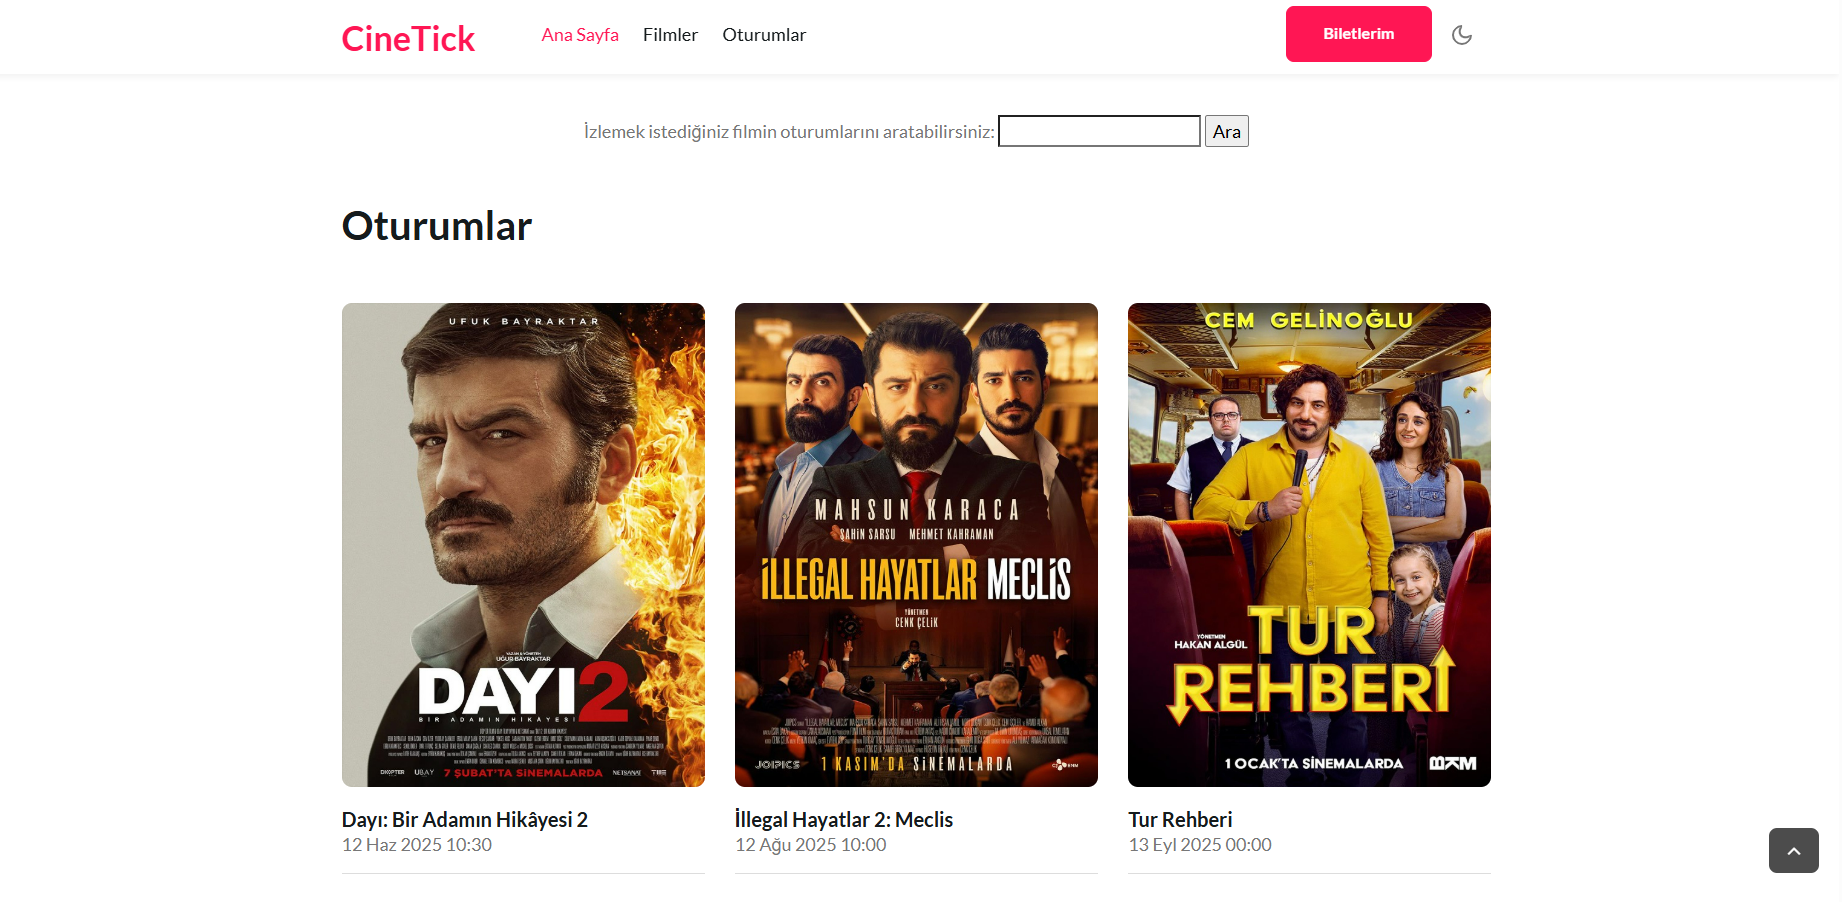 CineTick
Ana Sayfa
Filmler
Oturumlar
Biletlerim
İzlemek istediğiniz filmin oturumlarını aratabilirsiniz:
Ara
Oturumlar
UFUK BAYRAKTAR
YAZAN & YÖNETEN
UĞUR BAYRAKTAR
DAYI2
BİR ADAMIN HİKAYESİ
7 ŞUBAT'TA SİNEMALARDA
MAHSUN KARACA
ŞAHİN SARSU MEHMET KAHRAMAN
İLLEGAL HAYATLAR MECLİS
YÖNETMEN
CENK ÇELİK
JOIPICS
1 KASIM'DA SİNEMALARDA
CEM GELİNOĞLU
YÖNETMEN
HAKAN ALGÜL
TUR
REHBERİ
1 OCAK'TA SİNEMALARDA
BKM
Dayı: Bir Adamın Hikâyesi 2
12 Haz 2025 10:30
İllegal Hayatlar 2: Meclis
12 Ağu 2025 10:00
Tur Rehberi
13 Eyl 2025 00:00